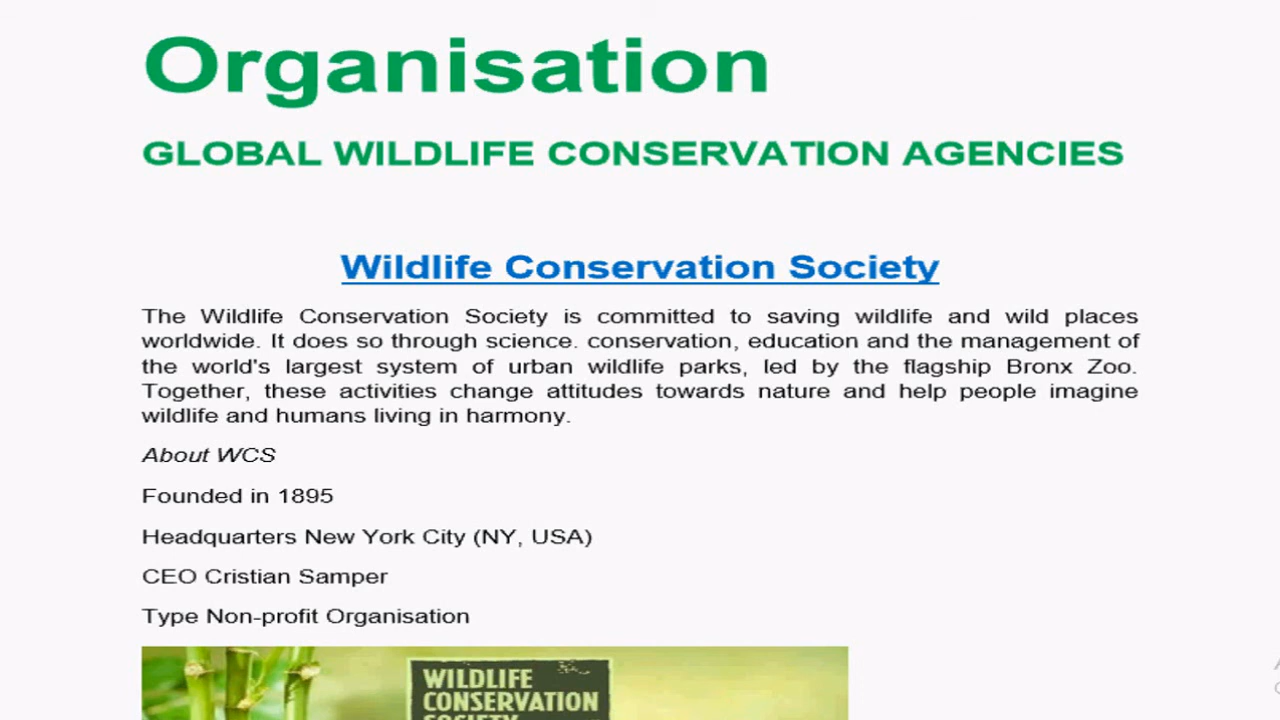 Organisation
GLOBAL WILDLIFE CONSERVATION AGENCIES
Wildlife Conservation Society
The Wildlife Conservation Society is committed to saving wildlife and wild places
worldwide. It does so through science. conservation, education and the management of
the world's largest system of urban wildlife parks, led by the flagship Bronx Zoo.
Together, these activities change attitudes towards nature and help people imagine
wildlife and humans living in harmony.
About WCS
Founded in 1895
Headquarters New York City (NY, USA)
CEO Cristian Samper
Type Non-profit Organisation
WILDLIFE
CONSERVATION
SOCIETY